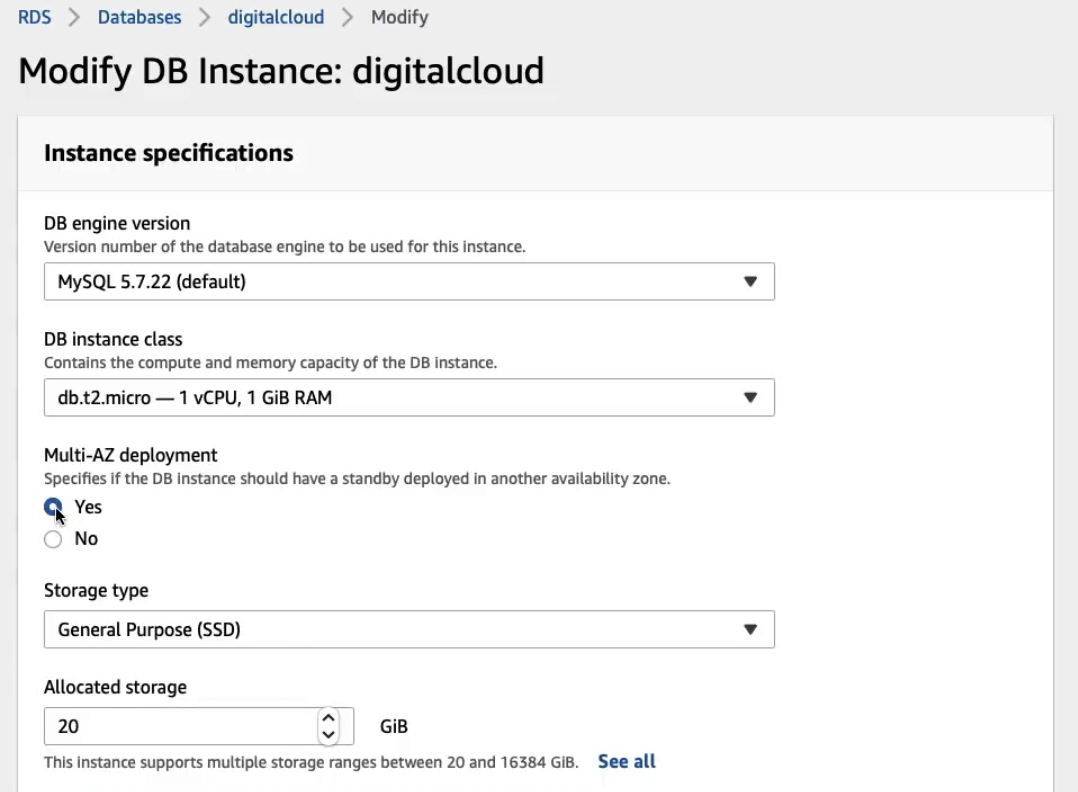 RDS > Databases > digitalcloud > Modify
Modify DB Instance: digitalcloud
Instance specifications
DB engine version
Version number of the database engine to be used for this instance.
MySQL 5.7.22 (default)
DB instance class
Contains the compute and memory capacity of the DB instance.
db.t2.micro — 1 vCPU, 1 GiB RAM
Multi-AZ deployment
Specifies if the DB instance should have a standby deployed in another availability zone.
Yes
No
Storage type
General Purpose (SSD)
Allocated storage
20 GiB
This instance supports multiple storage ranges between 20 and 16384 GiB. See all